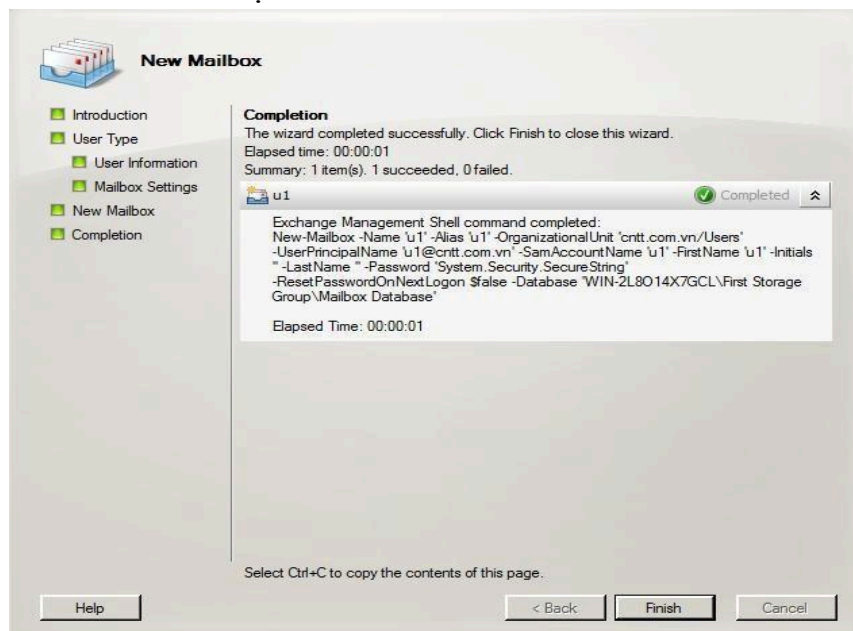 New Mailbox
Introduction
User Type
User Information
Mailbox Settings
New Mailbox
Completion
Completion
The wizard completed successfully. Click Finish to close this wizard.
Elapsed time: 00:00:01
Summary: 1 item(s). 1 succeeded, 0 failed.
u1
Completed
Exchange Management Shell command completed:
New-Mailbox -Name 'u1' -Alias 'u1' -OrganizationalUnit 'cntt.com.vn/Users'
-UserPrincipalName 'u1@cntt.com.vn' -SamAccountName 'u1' -FirstName 'u1' -Initials
'' -LastName '' -Password 'System.Security.SecureString'
-ResetPasswordOnNextLogon $false -Database 'WIN-2L8O14X7GCL\First Storage
Group\Mailbox Database'
Elapsed Time: 00:00:01
Select Ctrl+C to copy the contents of this page.
Help
< Back
Finish
Cancel